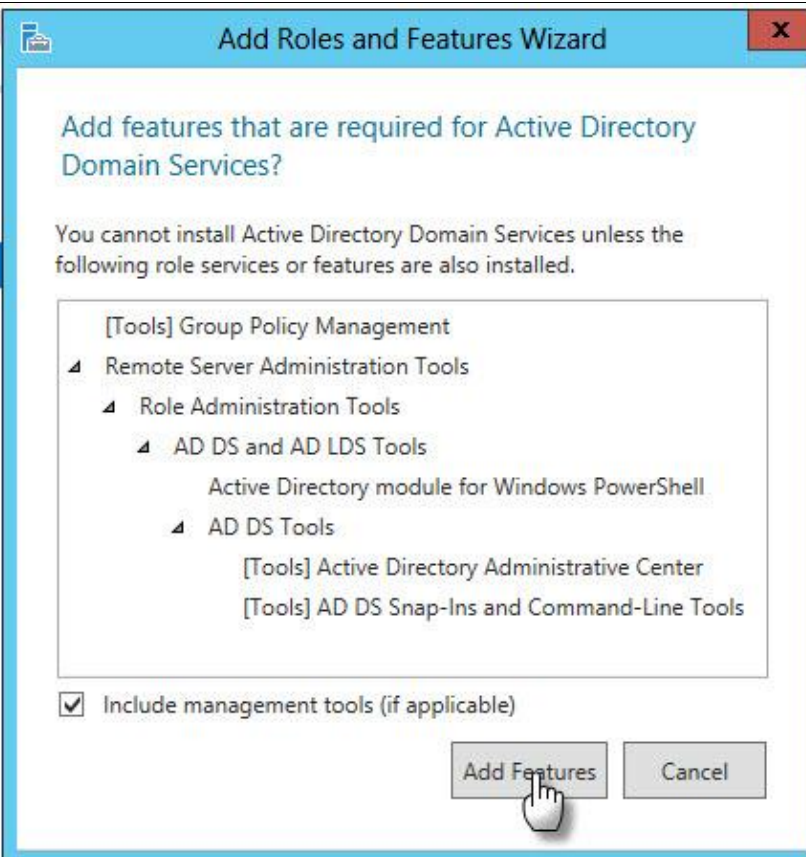 Add Roles and Features Wizard
x
Add features that are required for Active Directory
Domain Services?
You cannot install Active Directory Domain Services unless the
following role services or features are also installed.
[Tools] Group Policy Management
Remote Server Administration Tools
Role Administration Tools
AD DS and AD LDS Tools
Active Directory module for Windows PowerShell
AD DS Tools
[Tools] Active Directory Administrative Center
[Tools] AD DS Snap-Ins and Command-Line Tools
Include management tools (if applicable)
Add Features Cancel